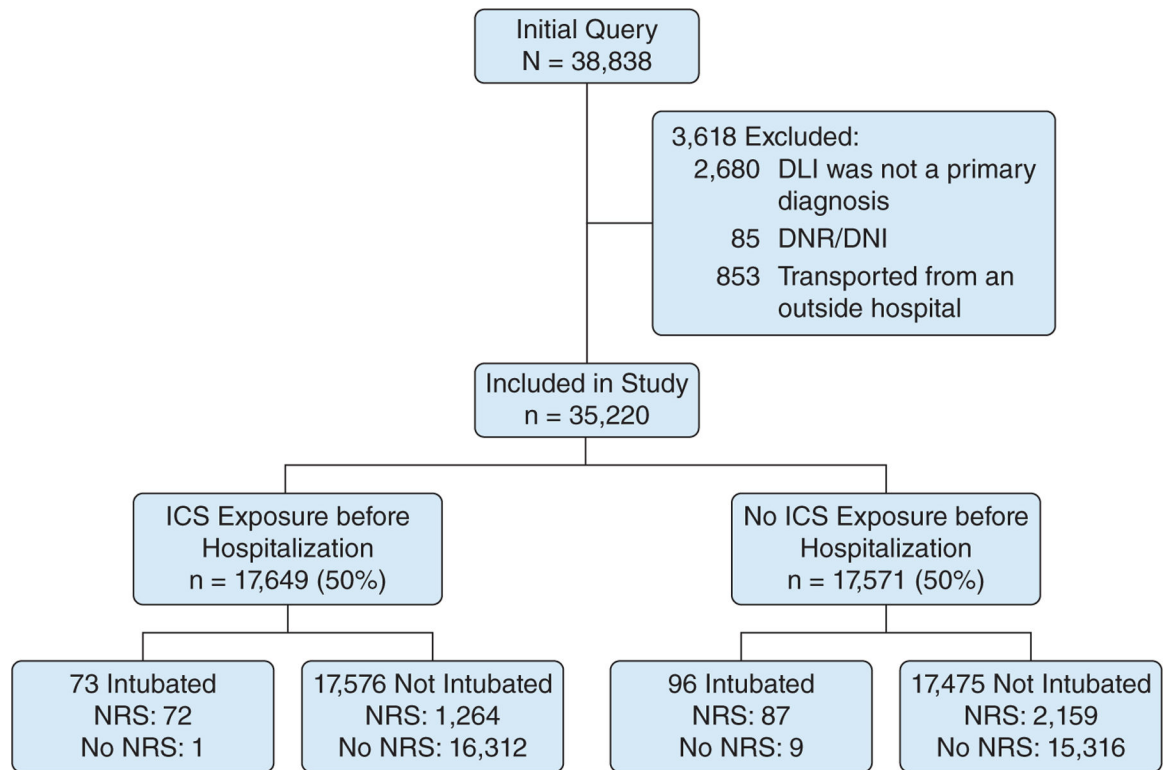 Initial Query
N = 38,838
3,618 Excluded:
2,680 DLI was not a primary
diagnosis
85 DNR/DNI
853 Transported from an
outside hospital
Included in Study
n = 35,220
ICS Exposure before
Hospitalization
n = 17,649 (50%)
No ICS Exposure before
Hospitalization
n = 17,571 (50%)
73 Intubated
NRS: 72
No NRS: 1
17,576 Not Intubated
NRS: 1,264
No NRS: 16,312
96 Intubated
NRS: 87
No NRS: 9
17,475 Not Intubated
NRS: 2,159
No NRS: 15,316